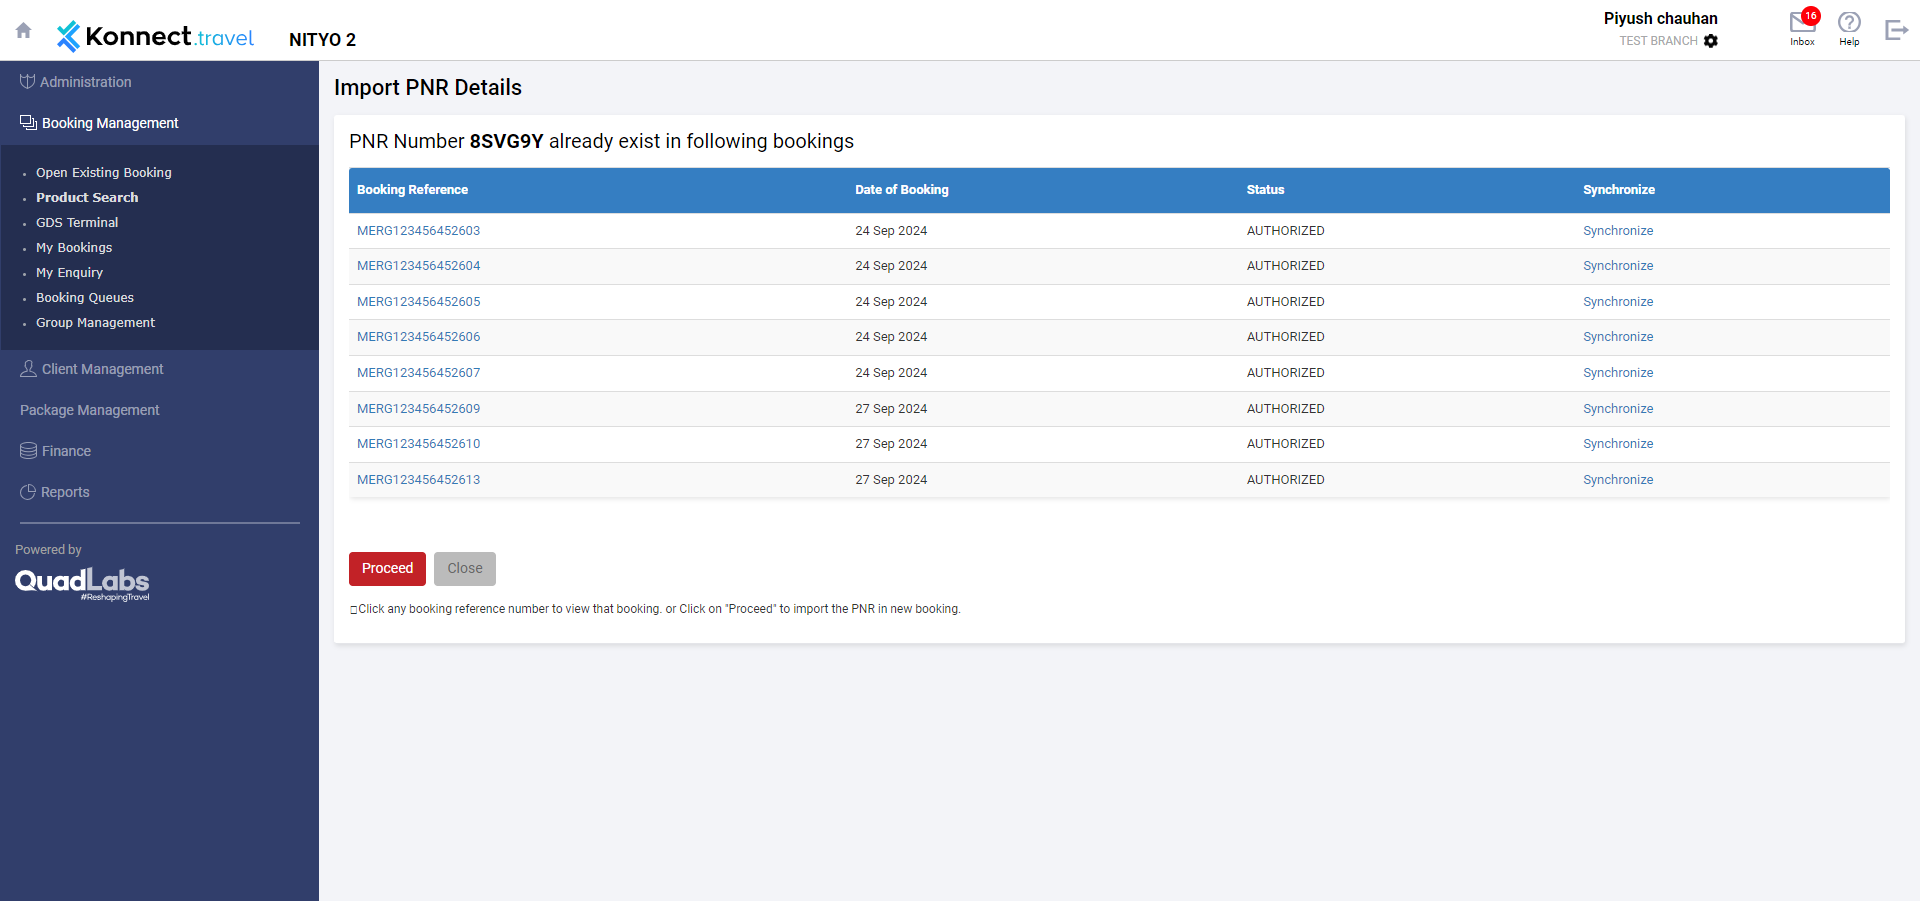 Konnect.travel
NITYO 2
Piyush chauhan
TEST BRANCH
16
Inbox
Help
Administration
Booking Management
Open Existing Booking
Product Search
GDS Terminal
My Bookings
My Enquiry
Booking Queues
Group Management
Client Management
Package Management
Finance
Reports
Powered by
QuadLabs
#ReshapingTravel
Import PNR Details
PNR Number 8SVG9Y already exist in following bookings
Booking Reference Date of Booking Status Synchronize
MERG123456452603 24 Sep 2024 AUTHORIZED Synchronize
MERG123456452604 24 Sep 2024 AUTHORIZED Synchronize
MERG123456452605 24 Sep 2024 AUTHORIZED Synchronize
MERG123456452606 24 Sep 2024 AUTHORIZED Synchronize
MERG123456452607 24 Sep 2024 AUTHORIZED Synchronize
MERG123456452609 27 Sep 2024 AUTHORIZED Synchronize
MERG123456452610 27 Sep 2024 AUTHORIZED Synchronize
MERG123456452613 27 Sep 2024 AUTHORIZED Synchronize
Proceed Close
Click any booking reference number to view that booking. or Click on "Proceed" to import the PNR in new booking.